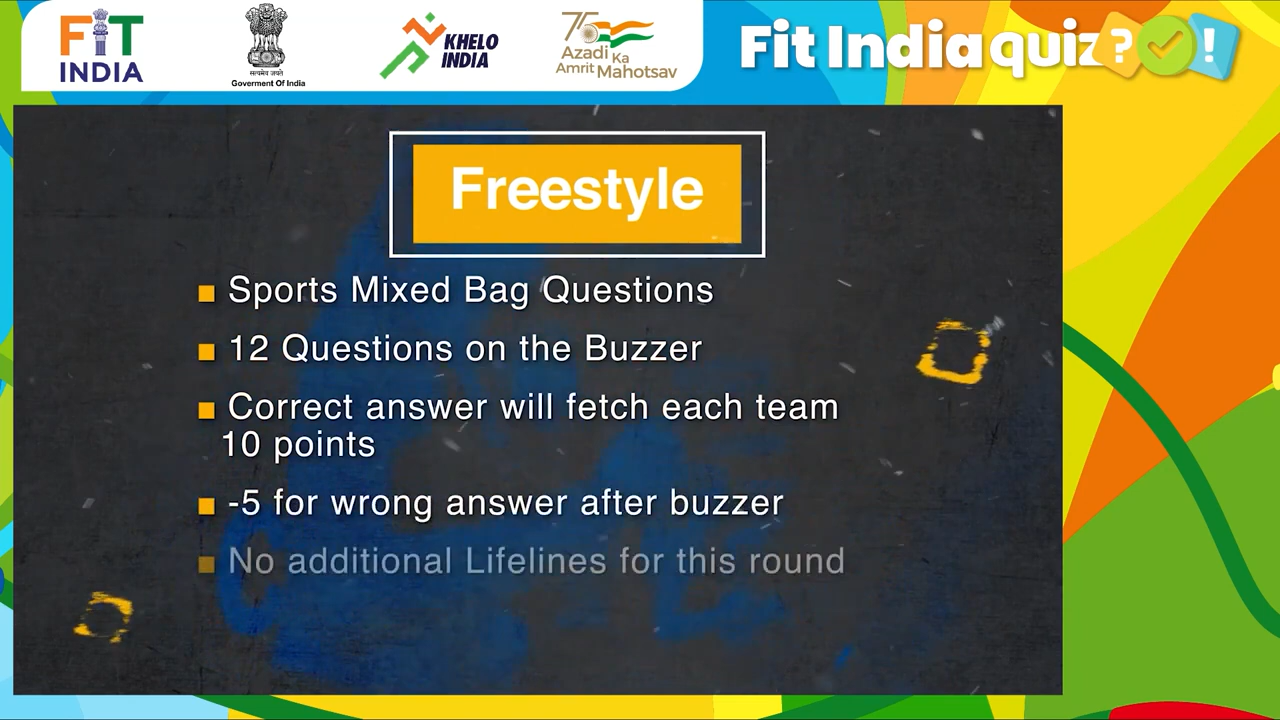 FiT
INDIA
सत्यमेव जयते
Goverment Of India
KHELO
INDIA
75
Azadi Ka
Amrit Mahotsav
Fit India quiz?!
Freestyle
Sports Mixed Bag Questions
12 Questions on the Buzzer
Correct answer will fetch each team
10 points
-5 for wrong answer after buzzer
No additional Lifelines for this round